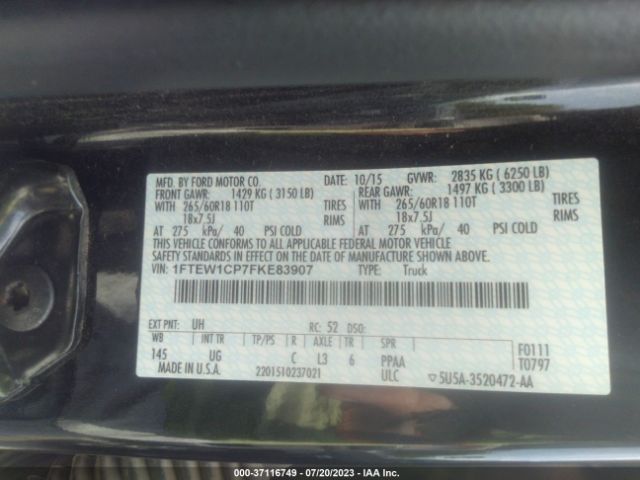 MFD. BY FORD MOTOR CO. DATE: 10/15 GVWR: 2835 KG ( 6250 LB)
FRONT GAWR: 1429 KG ( 3150 LB) REAR GAWR: 1497 KG ( 3300 LB)
WITH 265/60R18 110T TIRES WITH 265/60R18 110T TIRES
18x7.5J RIMS 18x7.5J RIMS
AT 275 kPa/ 40 PSI COLD AT 275 kPa/ 40 PSI COLD
THIS VEHICLE CONFORMS TO ALL APPLICABLE FEDERAL MOTOR VEHICLE
SAFETY STANDARDS IN EFFECT ON THE DATE OF MANUFACTURE SHOWN ABOVE.
VIN: 1FTEW1CP7FKE83907 TYPE: Truck
EXT PNT: UH RC: 52 DSO:
WB INT TR TP/PS R AXLE TR SPR F0111
145 UG C L3 6 PPAA T0797
MADE IN U.S.A. 2201510237021 ULC 5U5A-3520472-AA
000-37116749 - 07/20/2023 - IAA Inc.